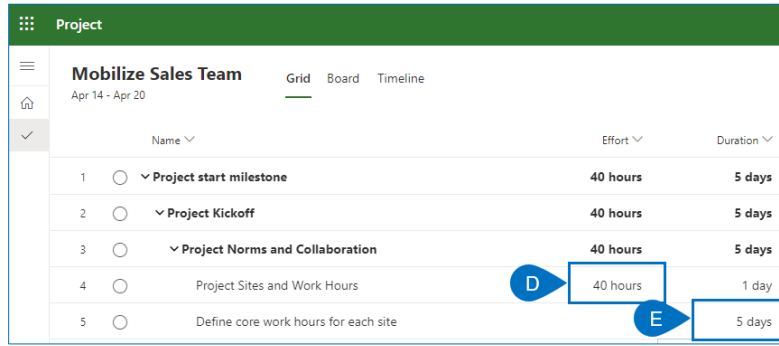 Project
Mobilize Sales Team
Grid Board Timeline
Apr 14 - Apr 20
Name Effort Duration
1 Project start milestone 40 hours 5 days
2 Project Kickoff 40 hours 5 days
3 Project Norms and Collaboration 40 hours 5 days
4 Project Sites and Work Hours D 40 hours 1 day
5 Define core work hours for each site E 5 days